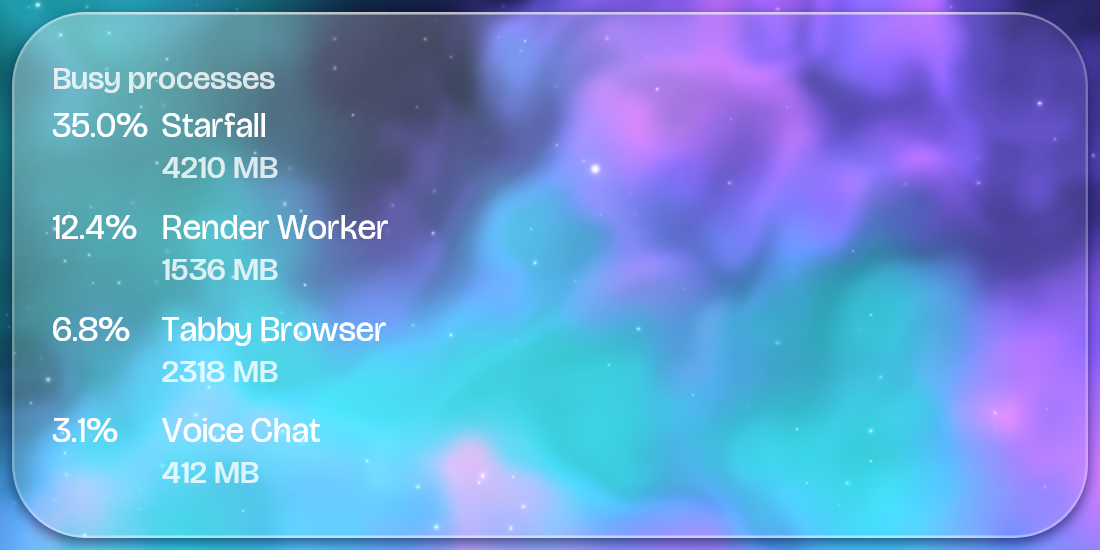 Busy processes
35.0% Starfall
4210 MB
12.4% Render Worker
1536 MB
6.8% Tabby Browser
2318 MB
3.1% Voice Chat
412 MB